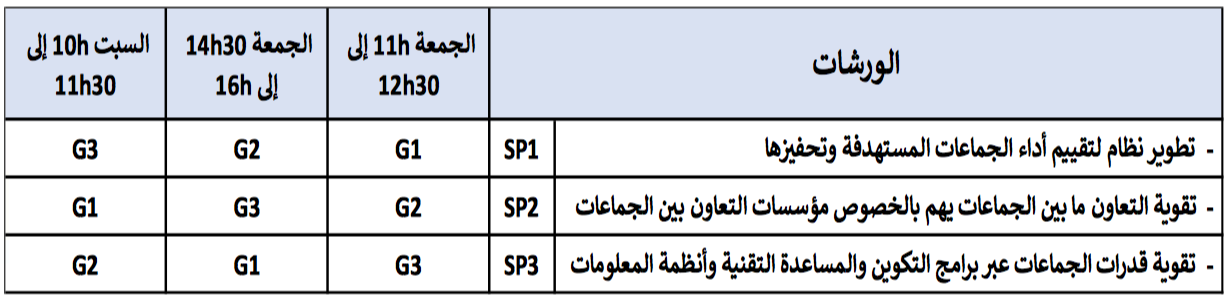 الورشات
الجمعة 11h إلى
12h30
الجمعة 14h30
إلى 16h
السبت 10h إلى
11h30
- تطوير نظام لتقييم أداء الجماعات المستهدفة وتحفيزها SP1 G1 G2 G3
- تقوية التعاون ما بين الجماعات يهم بالخصوص مؤسسات التعاون بين الجماعات SP2 G2 G3 G1
- تقوية قدرات الجماعات عبر برامج التكوين والمساعدة التقنية وأنظمة المعلومات SP3 G3 G1 G2